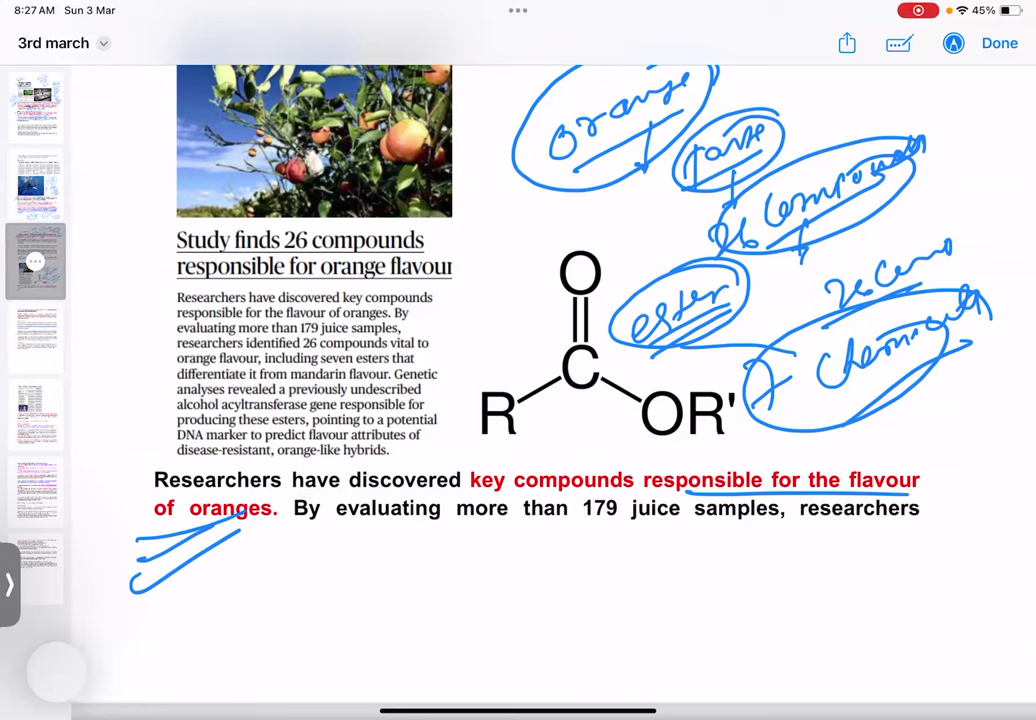 8:27 AM Sun 3 Mar
45%
3rd march
Done
orange
taste
26 compounds
Study finds 26 compounds
responsible for orange flavour
ester
Researchers have discovered key compounds
responsible for the flavour of oranges. By
evaluating more than 179 juice samples,
researchers identified 26 compounds vital to
orange flavour, including seven esters that
differentiate it from mandarin flavour. Genetic
analyses revealed a previously undescribed
alcohol acyltransferase gene responsible for
producing these esters, pointing to a potential
DNA marker to predict flavour attributes of
disease-resistant, orange-like hybrids.
O
C
R
OR'
Researchers have discovered key compounds responsible for the flavour
of oranges. By evaluating more than 179 juice samples, researchers